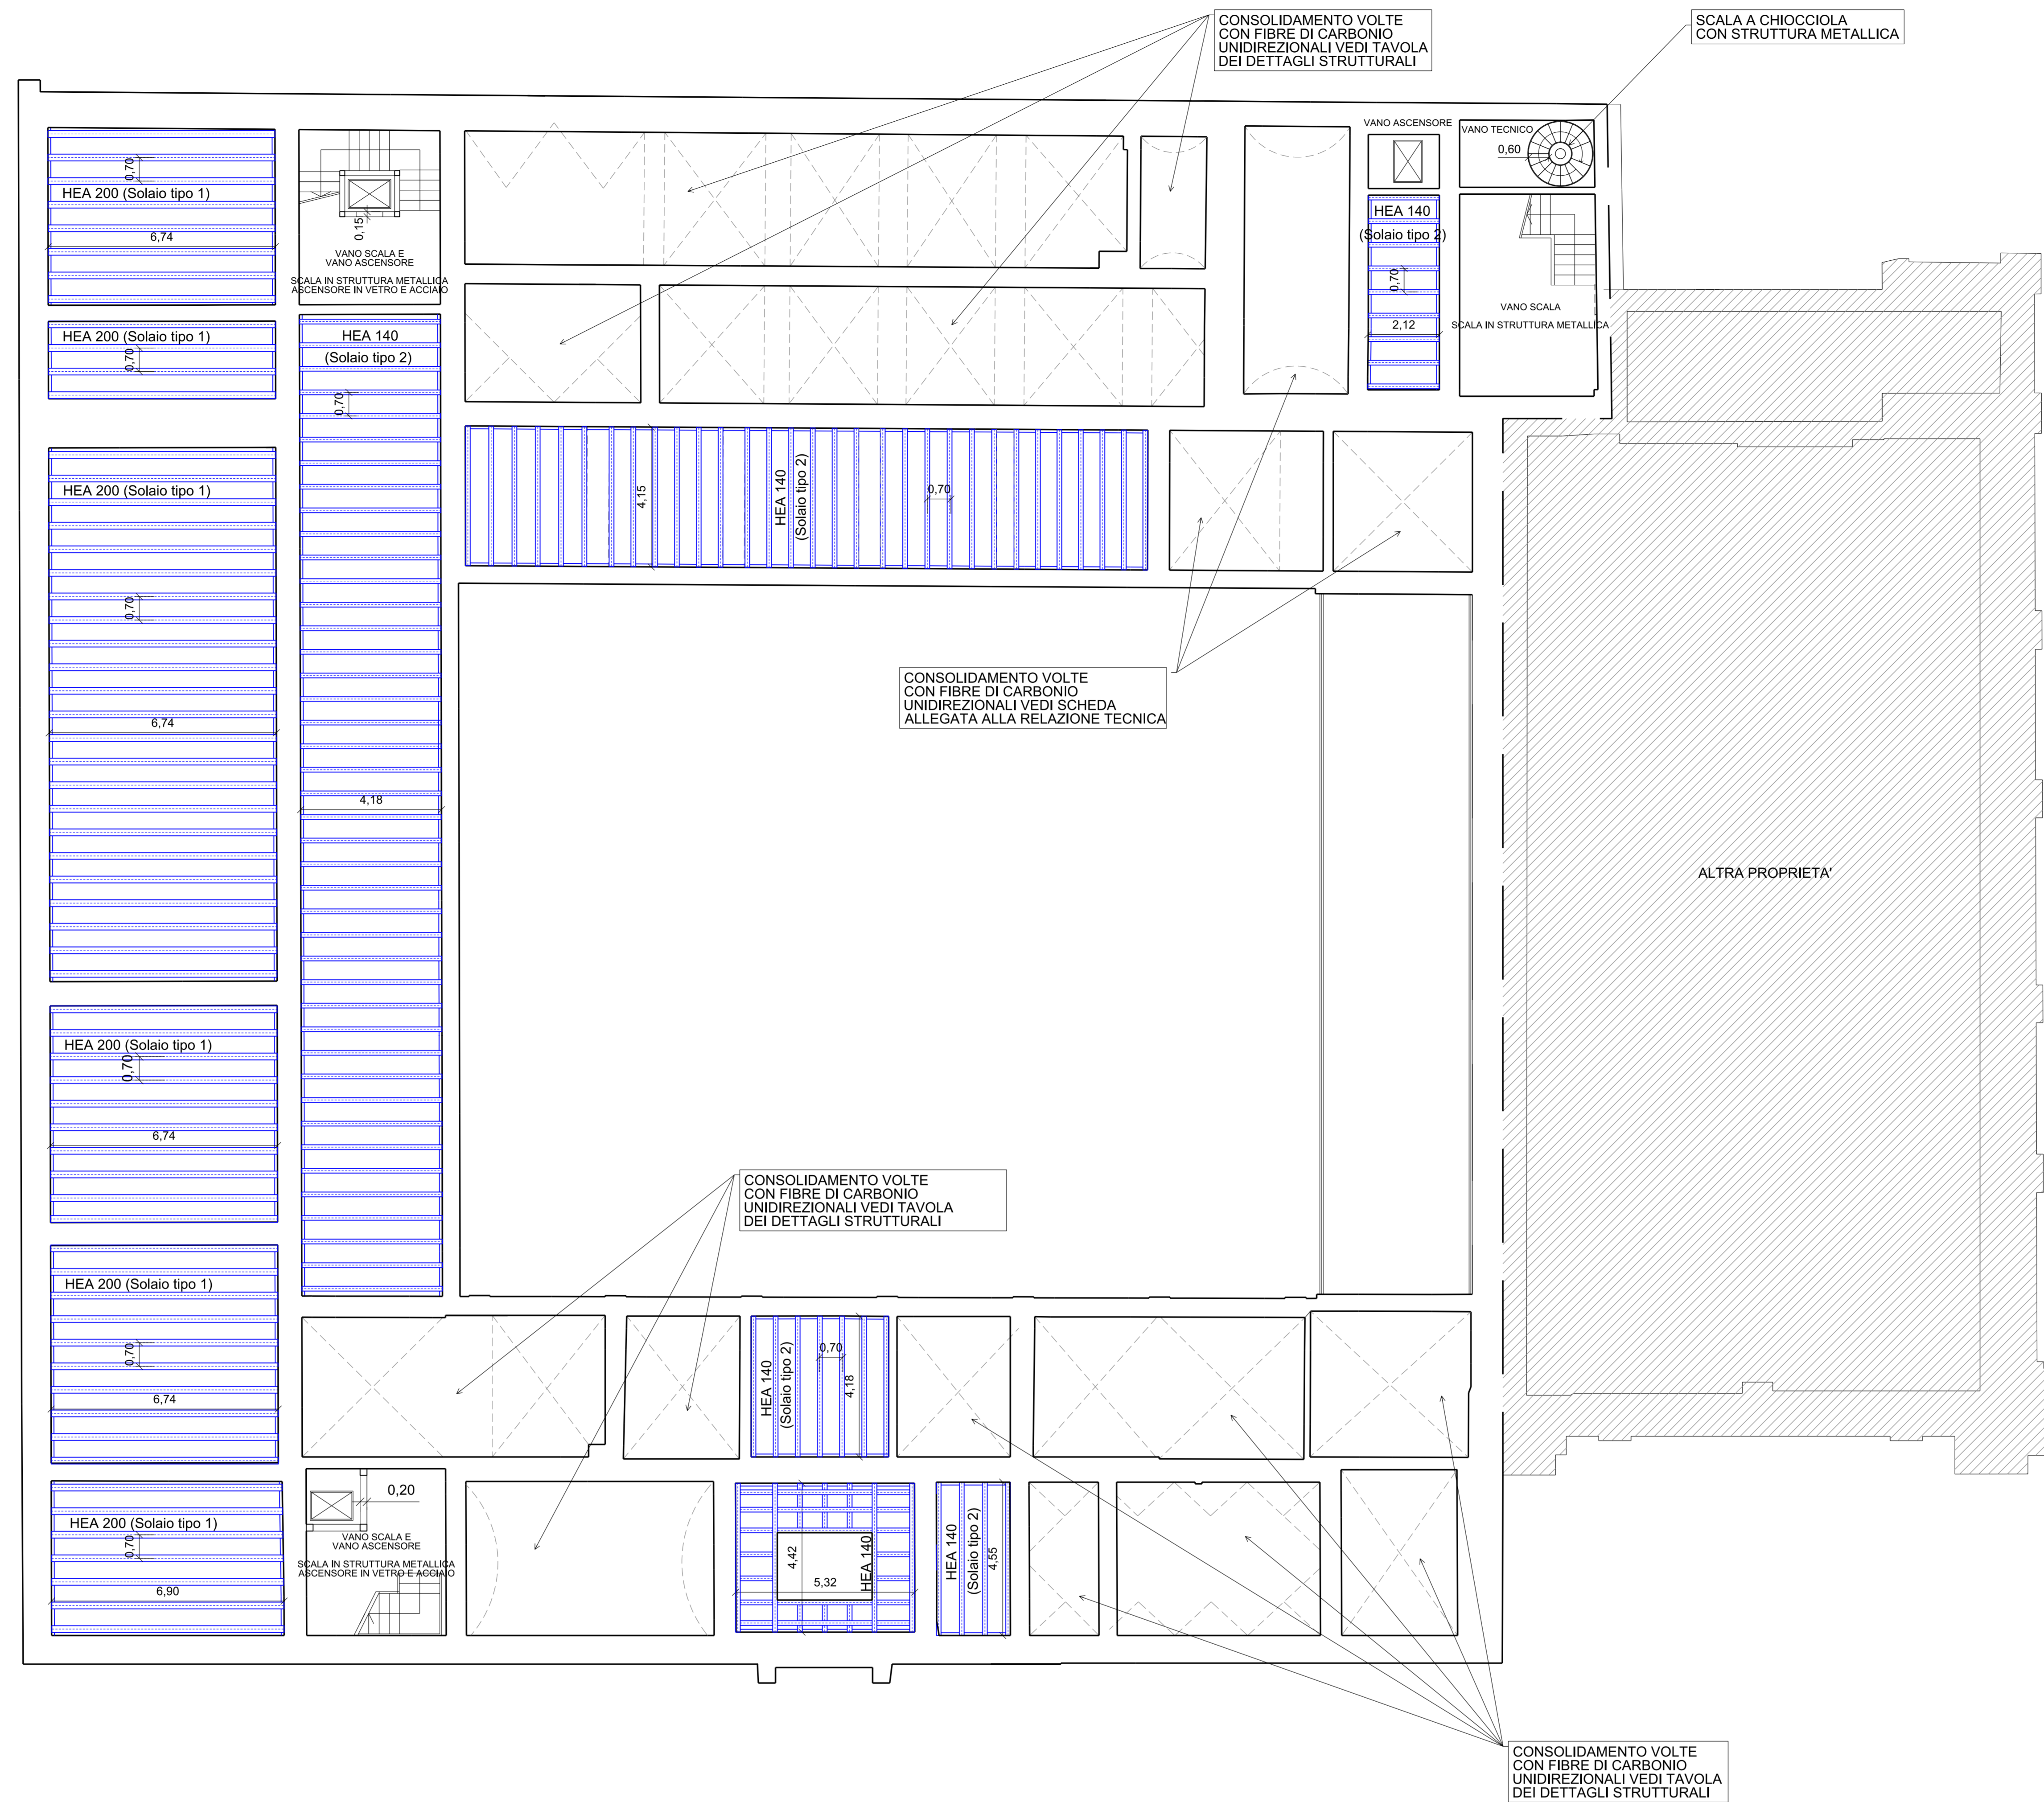 CONSOLIDAMENTO VOLTE
CON FIBRE DI CARBONIO
UNIDIREZIONALI VEDI TAVOLA
DEI DETTAGLI STRUTTURALI
SCALA A CHIOCCIOLA
CON STRUTTURA METALLICA
0,70
HEA 200 (Solaio tipo 1)
6,74
0,15
VANO SCALA E
VANO ASCENSORE
SCALA IN STRUTTURA METALLICA
ASCENSORE IN VETRO E ACCIAIO
VANO ASCENSORE
VANO TECNICO
0,60
HEA 140
(Solaio tipo 2)
0,70
2,12
VANO SCALA
SCALA IN STRUTTURA METALLICA
HEA 200 (Solaio tipo 1)
0,70
HEA 140
(Solaio tipo 2)
0,70
4,18
HEA 200 (Solaio tipo 1)
0,70
6,74
4,15
HEA 140
(Solaio tipo 2)
0,70
CONSOLIDAMENTO VOLTE
CON FIBRE DI CARBONIO
UNIDIREZIONALI VEDI SCHEDA
ALLEGATA ALLA RELAZIONE TECNICA
ALTRA PROPRIETA'
HEA 200 (Solaio tipo 1)
0,70
6,74
CONSOLIDAMENTO VOLTE
CON FIBRE DI CARBONIO
UNIDIREZIONALI VEDI TAVOLA
DEI DETTAGLI STRUTTURALI
HEA 200 (Solaio tipo 1)
0,70
6,74
HEA 140
(Solaio tipo 2)
0,70
4,18
HEA 200 (Solaio tipo 1)
0,70
6,90
0,20
VANO SCALA E
VANO ASCENSORE
SCALA IN STRUTTURA METALLICA
ASCENSORE IN VETRO E ACCIAIO
4,42
5,32
HEA 140
HEA 140
(Solaio tipo 2)
4,55
CONSOLIDAMENTO VOLTE
CON FIBRE DI CARBONIO
UNIDIREZIONALI VEDI TAVOLA
DEI DETTAGLI STRUTTURALI